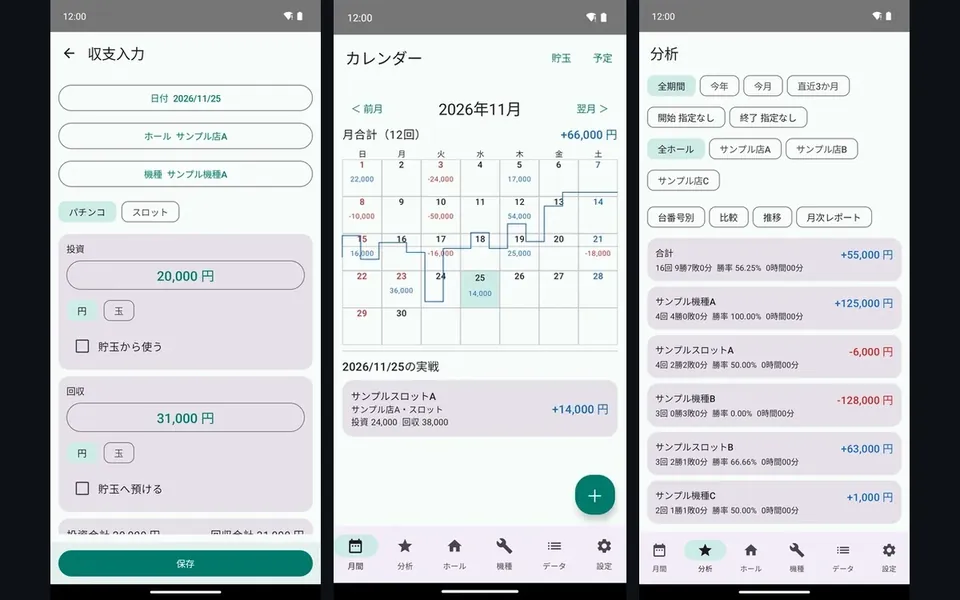 12:00
収支入力
日付 2026/11/25
ホール サンプル店A
機種 サンプル機種A
パチンコ スロット
投資
20,000 円
円 玉
貯玉から使う
回収
31,000 円
円 玉
貯玉へ預ける
保存
12:00
カレンダー 貯玉 予定
< 前月 2026年11月 翌月 >
月合計（12回） +66,000 円
日 月 火 水 木 金 土
1 2 3 4 5 6 7
22,000 -24,000 17,000
8 9 10 11 12 13 14
-10,000 -50,000 54,000
15 16 17 18 19 20 21
16,000 -16,000 25,000 -18,000
22 23 24 25 26 27 28
36,000 14,000
29 30
2026/11/25の実戦
サンプルスロットA
サンプル店A・スロット
投資 24,000 回収 38,000
+14,000 円
+
月間 分析 ホール 機種 データ 設定
12:00
分析
全期間 今年 今月 直近3か月
開始 指定なし 終了 指定なし
全ホール サンプル店A サンプル店B
サンプル店C
台番号別 比較 推移 月次レポート
合計 +55,000 円
16回 9勝7敗0分 勝率 56.25% 0時間00分
サンプル機種A +125,000 円
4回 4勝0敗0分 勝率 100.00% 0時間00分
サンプルスロットA -6,000 円
4回 2勝2敗0分 勝率 50.00% 0時間00分
サンプル機種B -128,000 円
3回 0勝3敗0分 勝率 0.00% 0時間00分
サンプルスロットB +63,000 円
3回 2勝1敗0分 勝率 66.66% 0時間00分
サンプル機種C +1,000 円
2回 1勝1敗0分 勝率 50.00% 0時間00分
月間 分析 ホール 機種 データ 設定